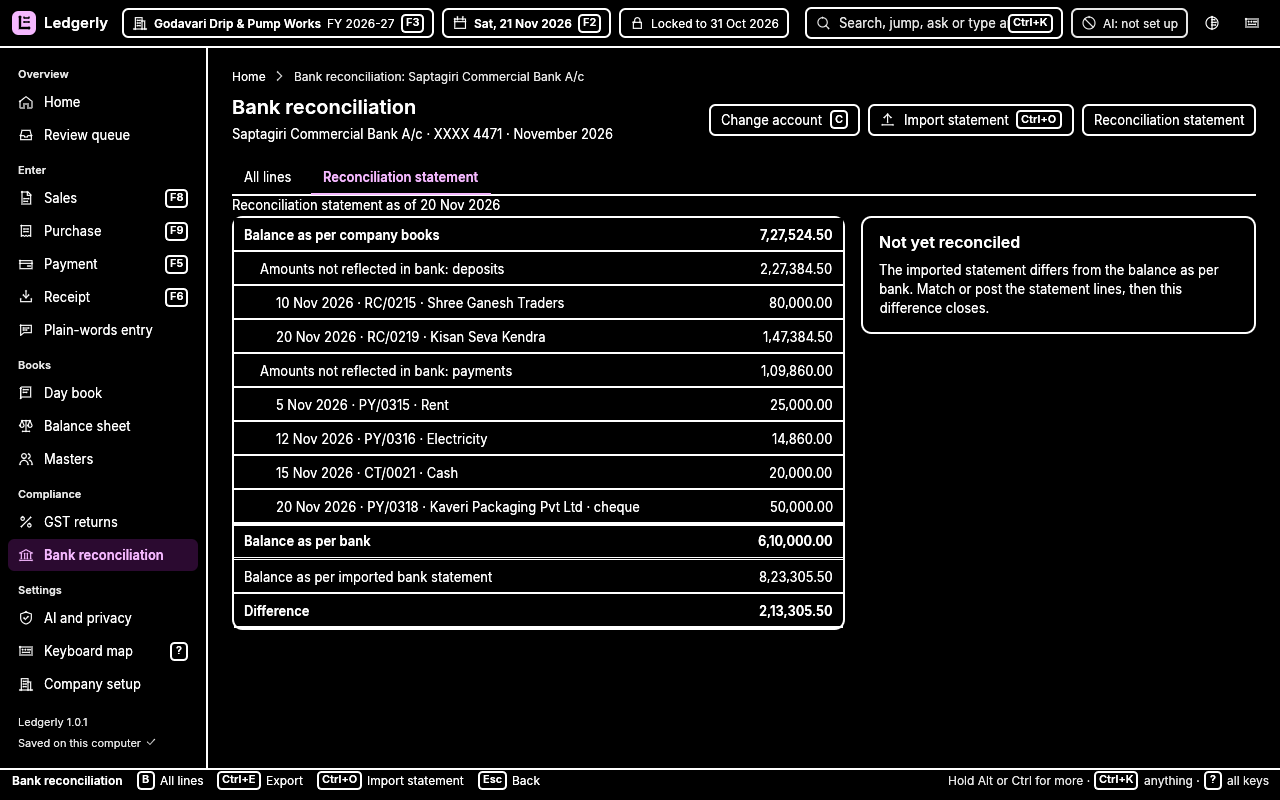 Ledgerly
Godavari Drip & Pump Works FY 2026-27 F3
Sat, 21 Nov 2026 F2
Locked to 31 Oct 2026
Search, jump, ask or type a Ctrl+K
AI: not set up
Overview
Home
Review queue
Enter
Sales F8
Purchase F9
Payment F5
Receipt F6
Plain-words entry
Books
Day book
Balance sheet
Masters
Compliance
GST returns
Bank reconciliation
Settings
AI and privacy
Keyboard map ?
Company setup
Ledgerly 1.0.1
Saved on this computer
Home Bank reconciliation: Saptagiri Commercial Bank A/c
Bank reconciliation
Saptagiri Commercial Bank A/c · XXXX 4471 · November 2026
Change account C
Import statement Ctrl+O
Reconciliation statement
All lines Reconciliation statement
Reconciliation statement as of 20 Nov 2026
Balance as per company books 7,27,524.50
Amounts not reflected in bank: deposits 2,27,384.50
10 Nov 2026 · RC/0215 · Shree Ganesh Traders 80,000.00
20 Nov 2026 · RC/0219 · Kisan Seva Kendra 1,47,384.50
Amounts not reflected in bank: payments 1,09,860.00
5 Nov 2026 · PY/0315 · Rent 25,000.00
12 Nov 2026 · PY/0316 · Electricity 14,860.00
15 Nov 2026 · CT/0021 · Cash 20,000.00
20 Nov 2026 · PY/0318 · Kaveri Packaging Pvt Ltd · cheque 50,000.00
Balance as per bank 6,10,000.00
Balance as per imported bank statement 8,23,305.50
Difference 2,13,305.50
Not yet reconciled
The imported statement differs from the balance as per
bank. Match or post the statement lines, then this
difference closes.
Bank reconciliation B All lines Ctrl+E Export Ctrl+O Import statement Esc Back
Hold Alt or Ctrl for more · Ctrl+K anything · ? all keys